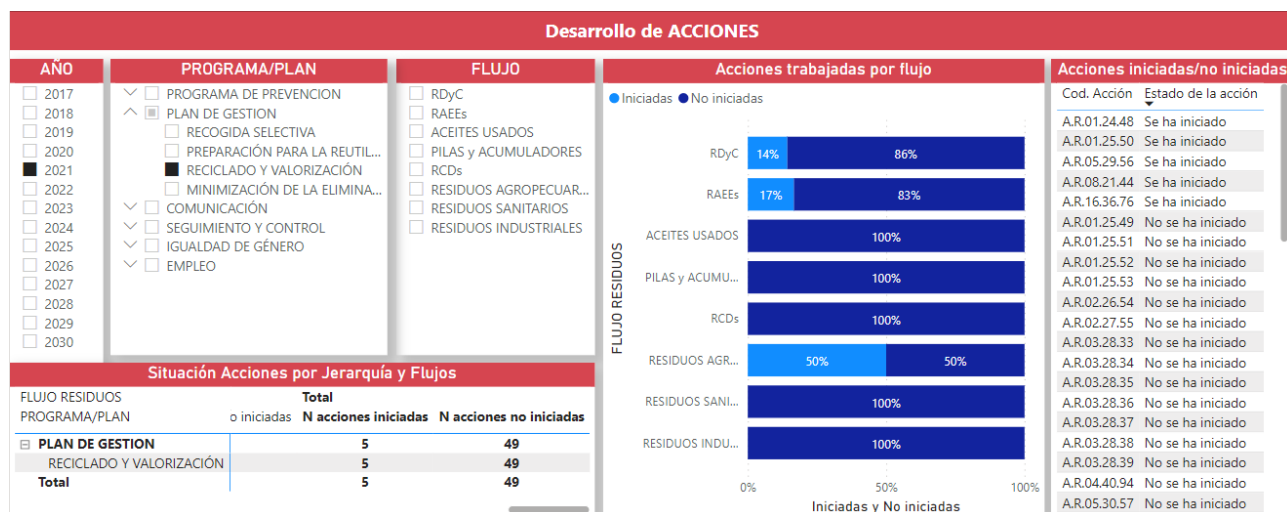 Desarrollo de ACCIONES
AÑO
2017
2018
2019
2020
2021
2022
2023
2024
2025
2026
2027
2028
2029
2030
PROGRAMA/PLAN
PROGRAMA DE PREVENCION
PLAN DE GESTION
RECOGIDA SELECTIVA
PREPARACIÓN PARA LA REUTIL...
RECICLADO Y VALORIZACIÓN
MINIMIZACIÓN DE LA ELIMINA...
COMUNICACIÓN
SEGUIMIENTO Y CONTROL
IGUALDAD DE GÉNERO
EMPLEO
FLUJO
RDyC
RAEEs
ACEITES USADOS
PILAS y ACUMULADORES
RCDs
RESIDUOS AGROPECUAR...
RESIDUOS SANITARIOS
RESIDUOS INDUSTRIALES
Situación Acciones por Jerarquía y Flujos
FLUJO RESIDUOS Total
PROGRAMA/PLAN o iniciadas N acciones iniciadas N acciones no iniciadas
PLAN DE GESTION 5 49
RECICLADO Y VALORIZACIÓN 5 49
Total 5 49
Acciones trabajadas por flujo
Iniciadas No iniciadas
FLUJO RESIDUOS
RDyC 14% 86%
RAEEs 17% 83%
ACEITES USADOS 100%
PILAS y ACUMU... 100%
RCDs 100%
RESIDUOS AGR... 50% 50%
RESIDUOS SANI... 100%
RESIDUOS INDU... 100%
0% 50% 100%
Iniciadas y No iniciadas
Acciones iniciadas/no iniciadas
Cod. Acción Estado de la acción
A.R.01.24.48 Se ha iniciado
A.R.01.25.50 Se ha iniciado
A.R.05.29.56 Se ha iniciado
A.R.08.21.44 Se ha iniciado
A.R.16.36.76 Se ha iniciado
A.R.01.25.49 No se ha iniciado
A.R.01.25.51 No se ha iniciado
A.R.01.25.52 No se ha iniciado
A.R.01.25.53 No se ha iniciado
A.R.02.26.54 No se ha iniciado
A.R.02.27.55 No se ha iniciado
A.R.03.28.33 No se ha iniciado
A.R.03.28.34 No se ha iniciado
A.R.03.28.35 No se ha iniciado
A.R.03.28.36 No se ha iniciado
A.R.03.28.37 No se ha iniciado
A.R.03.28.38 No se ha iniciado
A.R.03.28.39 No se ha iniciado
A.R.04.40.94 No se ha iniciado
A.R.05.30.57 No se ha iniciado